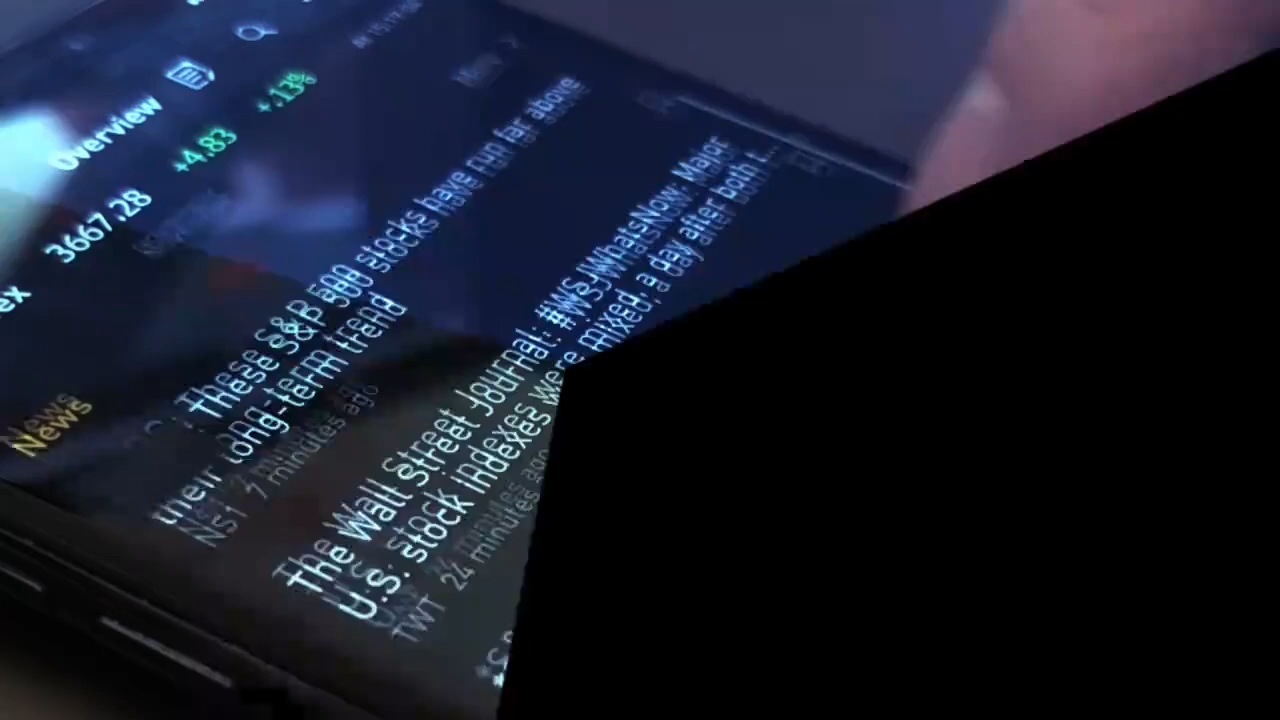 Overview
3667.28 +4.83 +.13%
News
These S&P 500 stocks have run far above
their long-term trend
NS1 7 minutes ago
The Wall Street Journal: #WSJWhatsNow: Major
U.S. stock indexes were mixed, a day after both t...
TWT 24 minutes ago